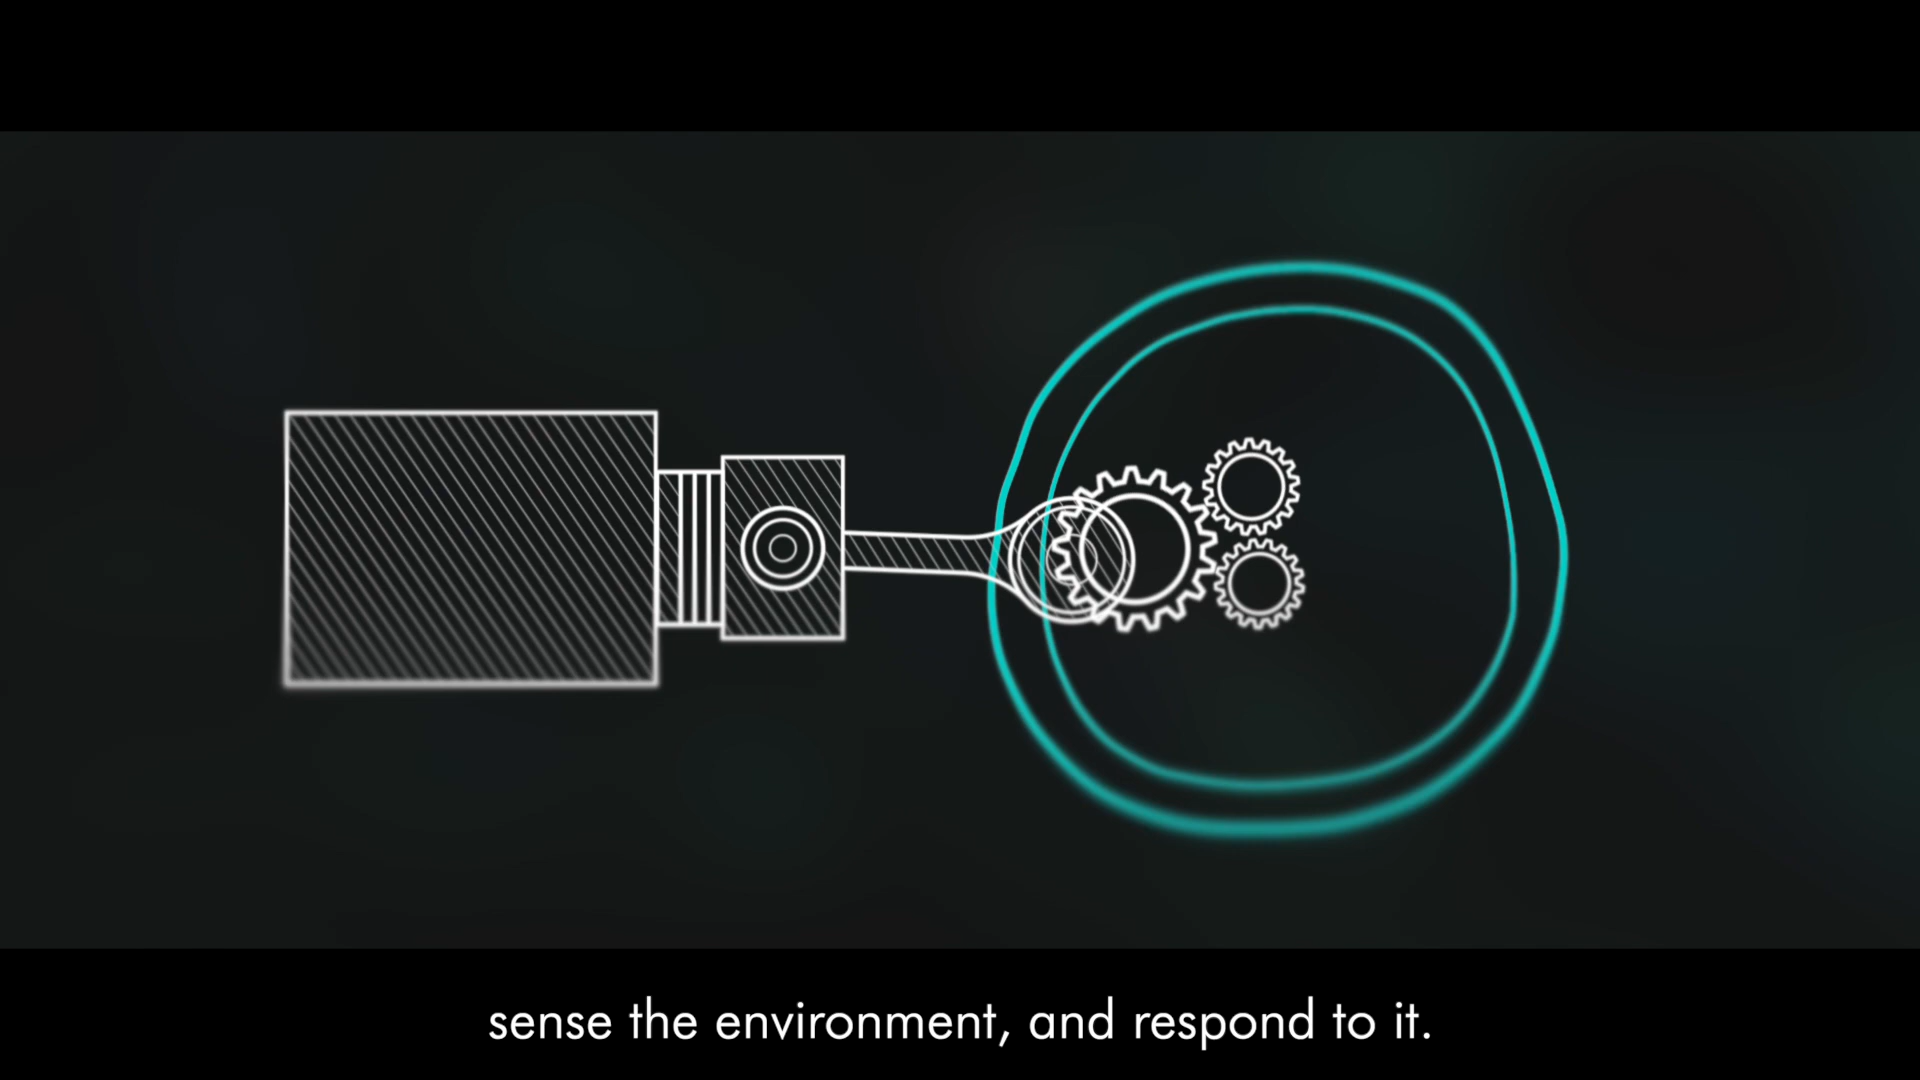 sense the environment, and respond to it.